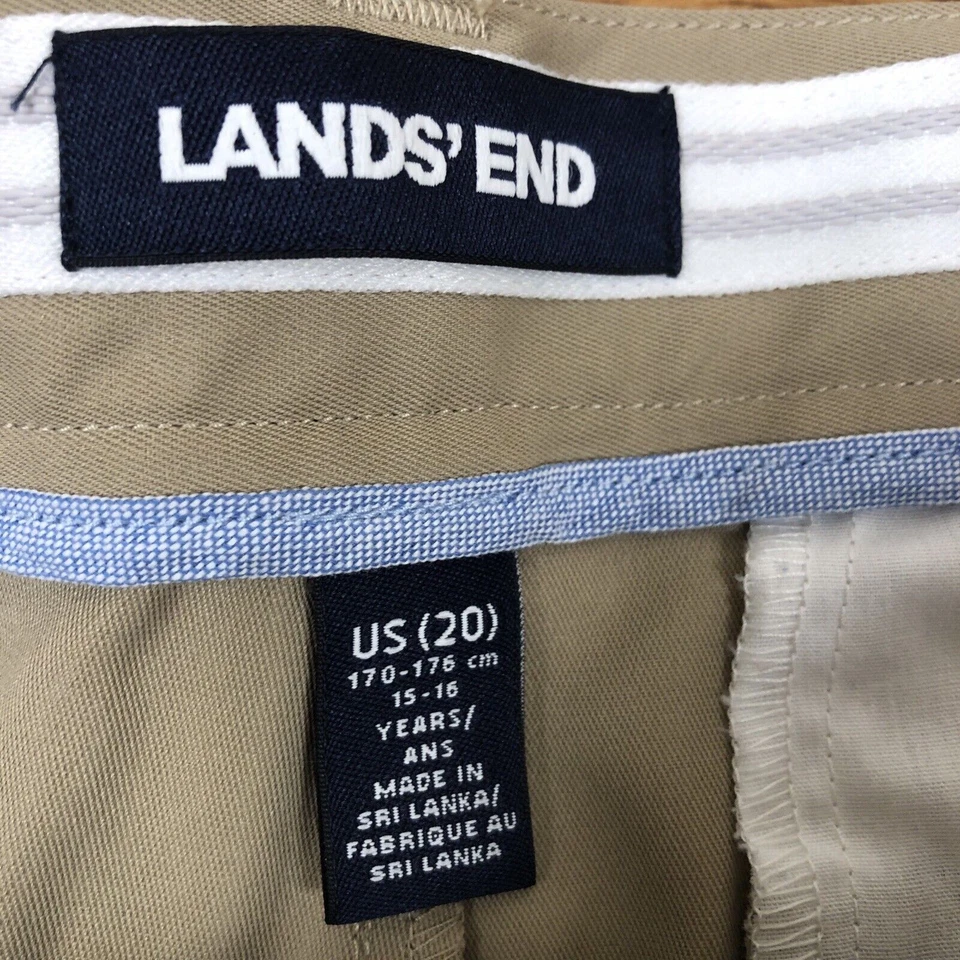 LANDS' END
US (20)
170-176 cm
15-16
YEARS/
ANS
MADE IN
SRI LANKA/
FABRIQUE AU
SRI LANKA